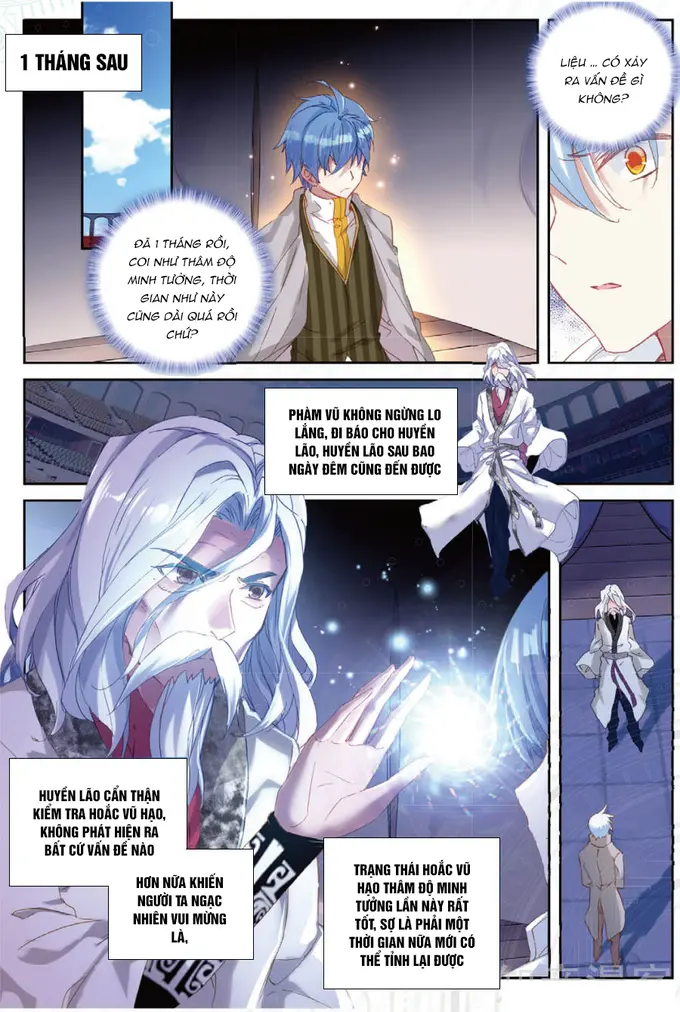 1 THÁNG SAU
LIỆU ... CÓ XẢY
RA VẤN ĐỀ GÌ
KHÔNG?
ĐÃ 1 THÁNG RỒI,
COI NHƯ THÂM ĐỘ
MINH TƯỞNG, THỜI
GIAN NHƯ NÀY
CŨNG DÀI QUÁ RỒI
CHỨ?
PHÀM VŨ KHÔNG NGỪNG LO
LẮNG, ĐI BÁO CHO HUYỀN
LÃO, HUYỀN LÃO SAU BAO
NGÀY ĐÊM CŨNG ĐẾN ĐƯỢC
HUYỀN LÃO CẨN THẬN
KIỂM TRA HOẮC VŨ HẠO,
KHÔNG PHÁT HIỆN RA
BẤT CỨ VẤN ĐỀ NÀO
HƠN NỮA KHIẾN
NGƯỜI TA NGẠC
NHIÊN VUI MỪNG
LÀ,
TRẠNG THÁI HOẮC VŨ
HẠO THÂM ĐỘ MINH
TƯỞNG LẦN NÀY RẤT
TỐT, SỢ LÀ PHẢI MỘT
THỜI GIAN NỮA MỚI CÓ
THỂ TỈNH LẠI ĐƯỢC